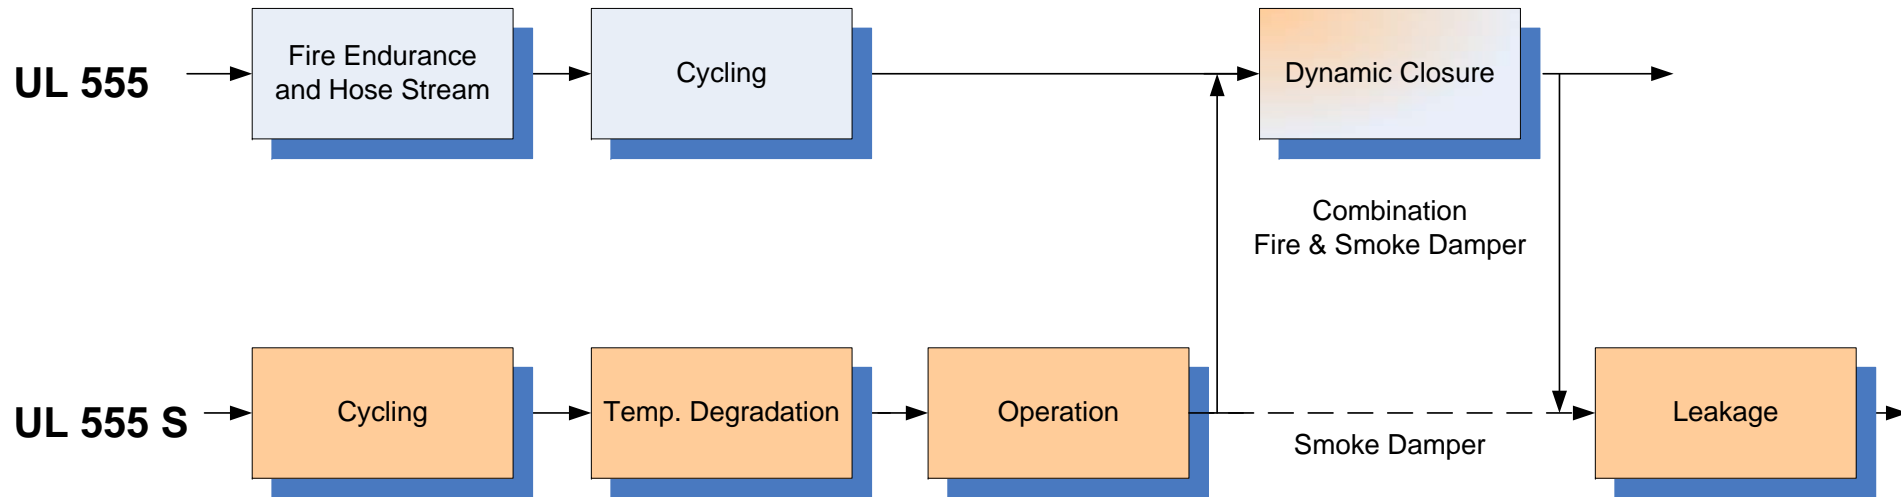 UL 555
Fire Endurance
and Hose Stream
Cycling
Dynamic Closure
Combination
Fire & Smoke Damper
UL 555 S
Cycling
Temp. Degradation
Operation
Smoke Damper
Leakage